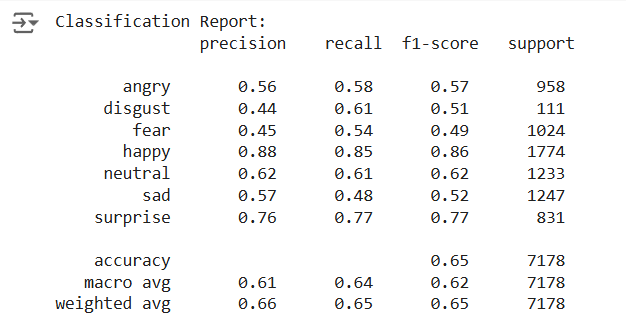 Classification Report:
precision recall f1-score support
angry 0.56 0.58 0.57 958
disgust 0.44 0.61 0.51 111
fear 0.45 0.54 0.49 1024
happy 0.88 0.85 0.86 1774
neutral 0.62 0.61 0.62 1233
sad 0.57 0.48 0.52 1247
surprise 0.76 0.77 0.77 831
accuracy 0.65 7178
macro avg 0.61 0.64 0.62 7178
weighted avg 0.66 0.65 0.65 7178